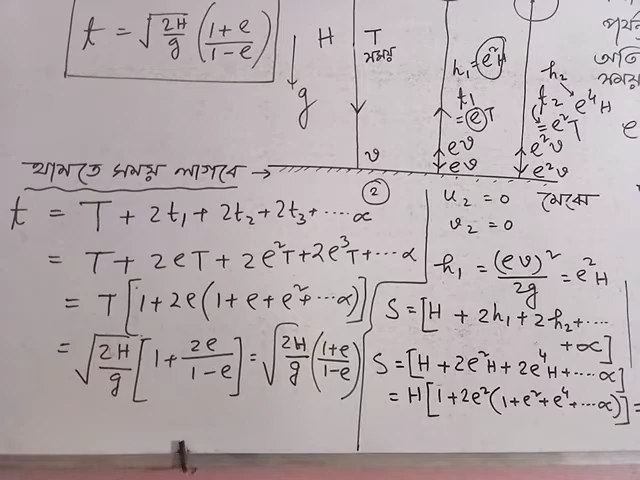 t = √(2H/g) ((1+e)/(1-e))
H
g
T
সময়
v
h₁ = e²H
t₁
= eT
ev
ev
h₂
e⁴H
t₂
= e²T
e²v
e²v
অতি
সময়
e
থামতে সময় লাগবে →
②
t = T + 2t₁ + 2t₂ + 2t₃ + ....∝
= T + 2eT + 2e²T + 2e³T + ...∝
= T[1+2e(1+e+e²+...∝)
= √(2H/g) [1 + 2e/(1-e)] = √(2H/g) ((1+e)/(1-e))
u₂ = 0 মেঝে
v₂ = 0
h₁ = (ev)²/2g = e²H
S = [H + 2h₁ + 2h₂ + .... + ∝]
S = [H + 2e²H + 2e⁴H + ....∝]
= H[1+2e²(1+e²+e⁴+...∝)] =